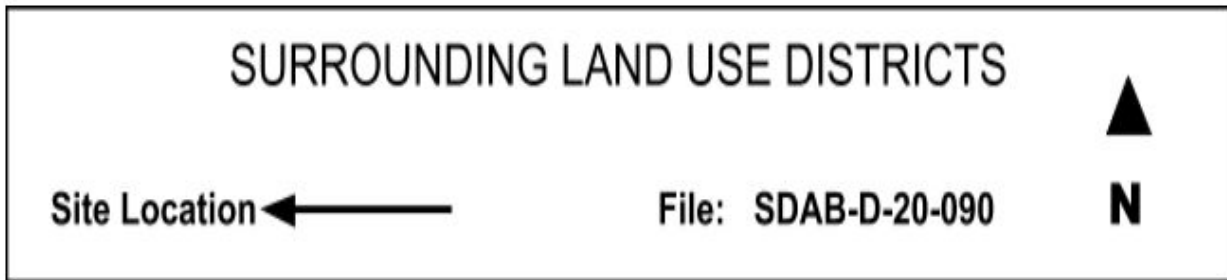 SURROUNDING LAND USE DISTRICTS
Site Location File: SDAB-D-20-090 N